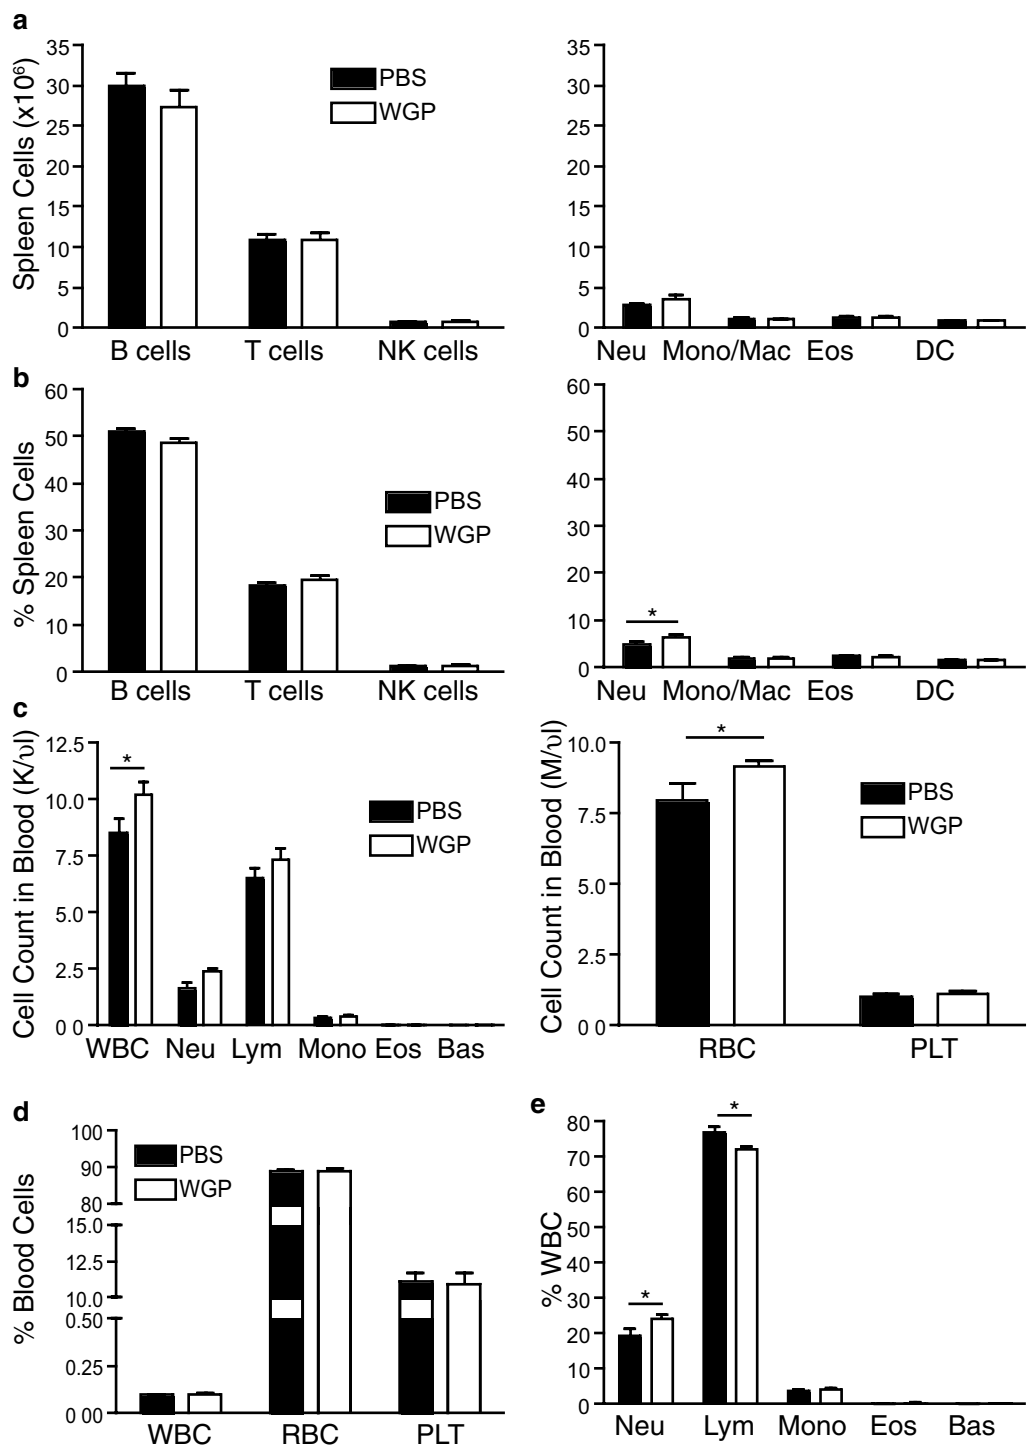 a
Spleen Cells (x10⁶)
35
30
25
20
15
10
5
0
PBS
WGP
B cells T cells NK cells
35
30
25
20
15
10
5
0
Neu Mono/Mac Eos DC
b
% Spleen Cells
60
50
40
30
20
10
0
PBS
WGP
B cells T cells NK cells
60
50
40
30
20
10
0
*
Neu Mono/Mac Eos DC
c
Cell Count in Blood (K/υl)
12.5
10.0
7.5
5.0
2.5
0 0
*
PBS
WGP
WBC Neu Lym Mono Eos Bas
Cell Count in Blood (M/υl)
10.0
7.5
5.0
2.5
0 0
*
PBS
WGP
RBC PLT
d
% Blood Cells
100
90
80
15.0
12.5
10.0
0.50
0.25
0 00
PBS
WGP
WBC RBC PLT
e
% WBC
80
70
60
50
40
30
20
10
0
*
*
Neu Lym Mono Eos Bas